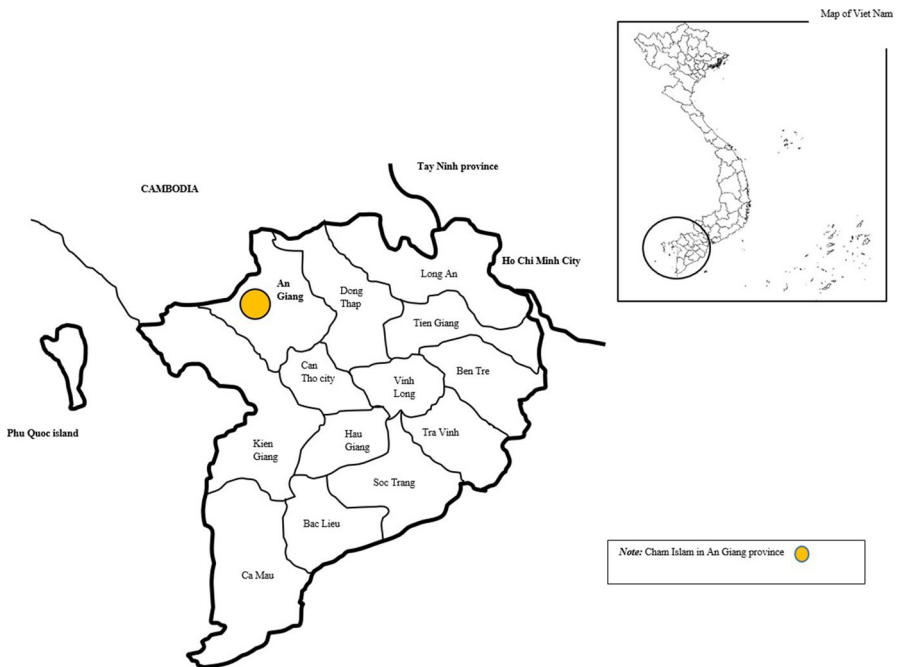 Map of Viet Nam
Tay Ninh province
CAMBODIA
Ho Chi Minh City
Long An
An
Giang
Dong
Thap
Tien Giang
Can
Tho city
Vinh
Long
Ben Tre
Phu Quoc island
Kien
Giang
Hau
Giang
Tra Vinh
Soc Trang
Bac Lieu
Note: Cham Islam in An Giang province
Ca Mau